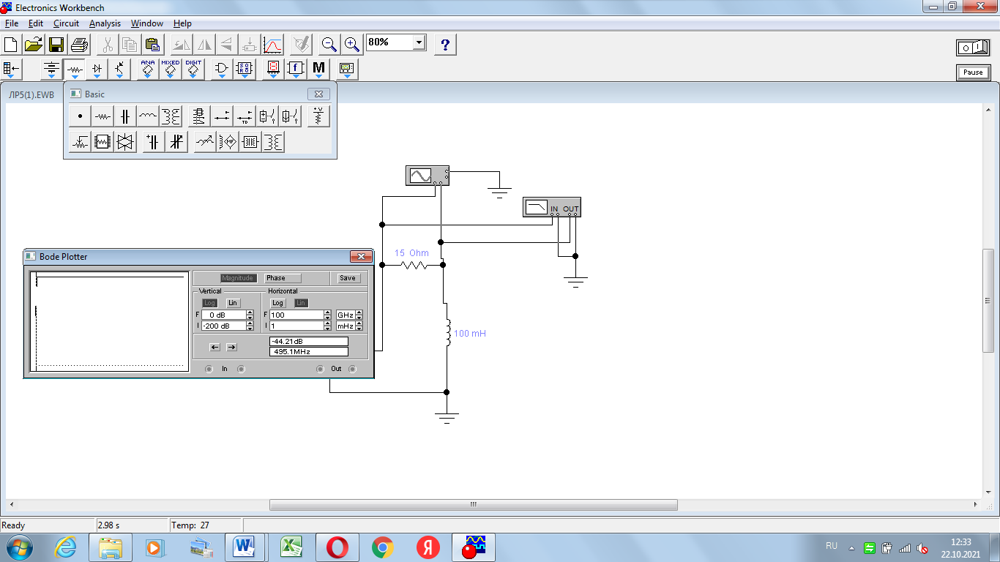 Electronics Workbench
File Edit Circuit Analysis Window Help
80%
?
ANA MIXED DIGIT
f M
Pause
ЛР5(1).EWB
Basic
+V
TD
MF
IN OUT
15 Ohm
100 mH
Bode Plotter
Magnitude Phase Save
Vertical Horizontal
Log Lin Log Lin
F 0 dB F 100 GHz
I -200 dB I 1 mHz
-44.21dB
495.1MHz
In Out
Ready 2.98 s Temp: 27
RU 12:33
22.10.2021